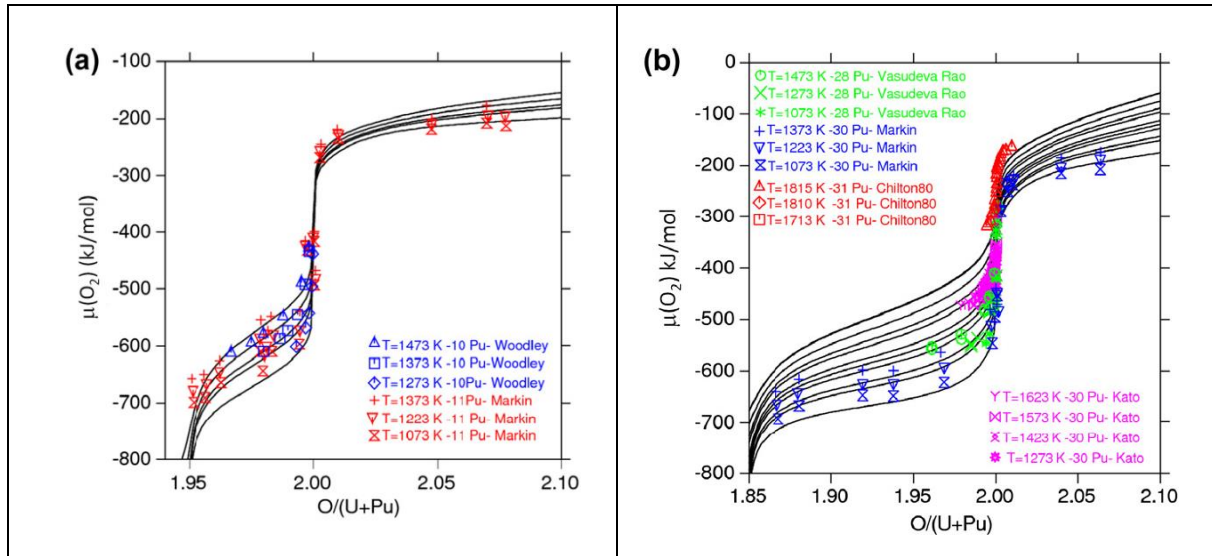 (a)
-100
-200
-300
-400
-500
-600
-700
-800
μ(O₂) (kJ/mol)
T=1473 K -10 Pu-Woodley
T=1373 K -10 Pu-Woodley
T=1273 K -10Pu-Woodley
T=1373 K -11Pu-Markin
T=1223 K -11 Pu- Markin
T=1073 K -11 Pu- Markin
1.95 2.00 2.05 2.10
O/(U+Pu)
(b)
0
-100
-200
-300
-400
-500
-600
-700
-800
μ(O₂) kJ/mol
T=1473 K -28 Pu- Vasudeva Rao
T=1273 K -28 Pu- Vasudeva Rao
T=1073 K -28 Pu- Vasudeva Rao
T=1373 K -30 Pu- Markin
T=1223 K -30 Pu- Markin
T=1073 K -30 Pu- Markin
T=1815 K -31 Pu- Chilton80
T=1810 K -31 Pu- Chilton80
T=1713 K -31 Pu- Chilton80
T=1623 K -30 Pu- Kato
T=1573 K -30 Pu- Kato
T=1423 K -30 Pu- Kato
T=1273 K -30 Pu- Kato
1.85 1.90 1.95 2.00 2.05 2.10
O/(U+Pu)